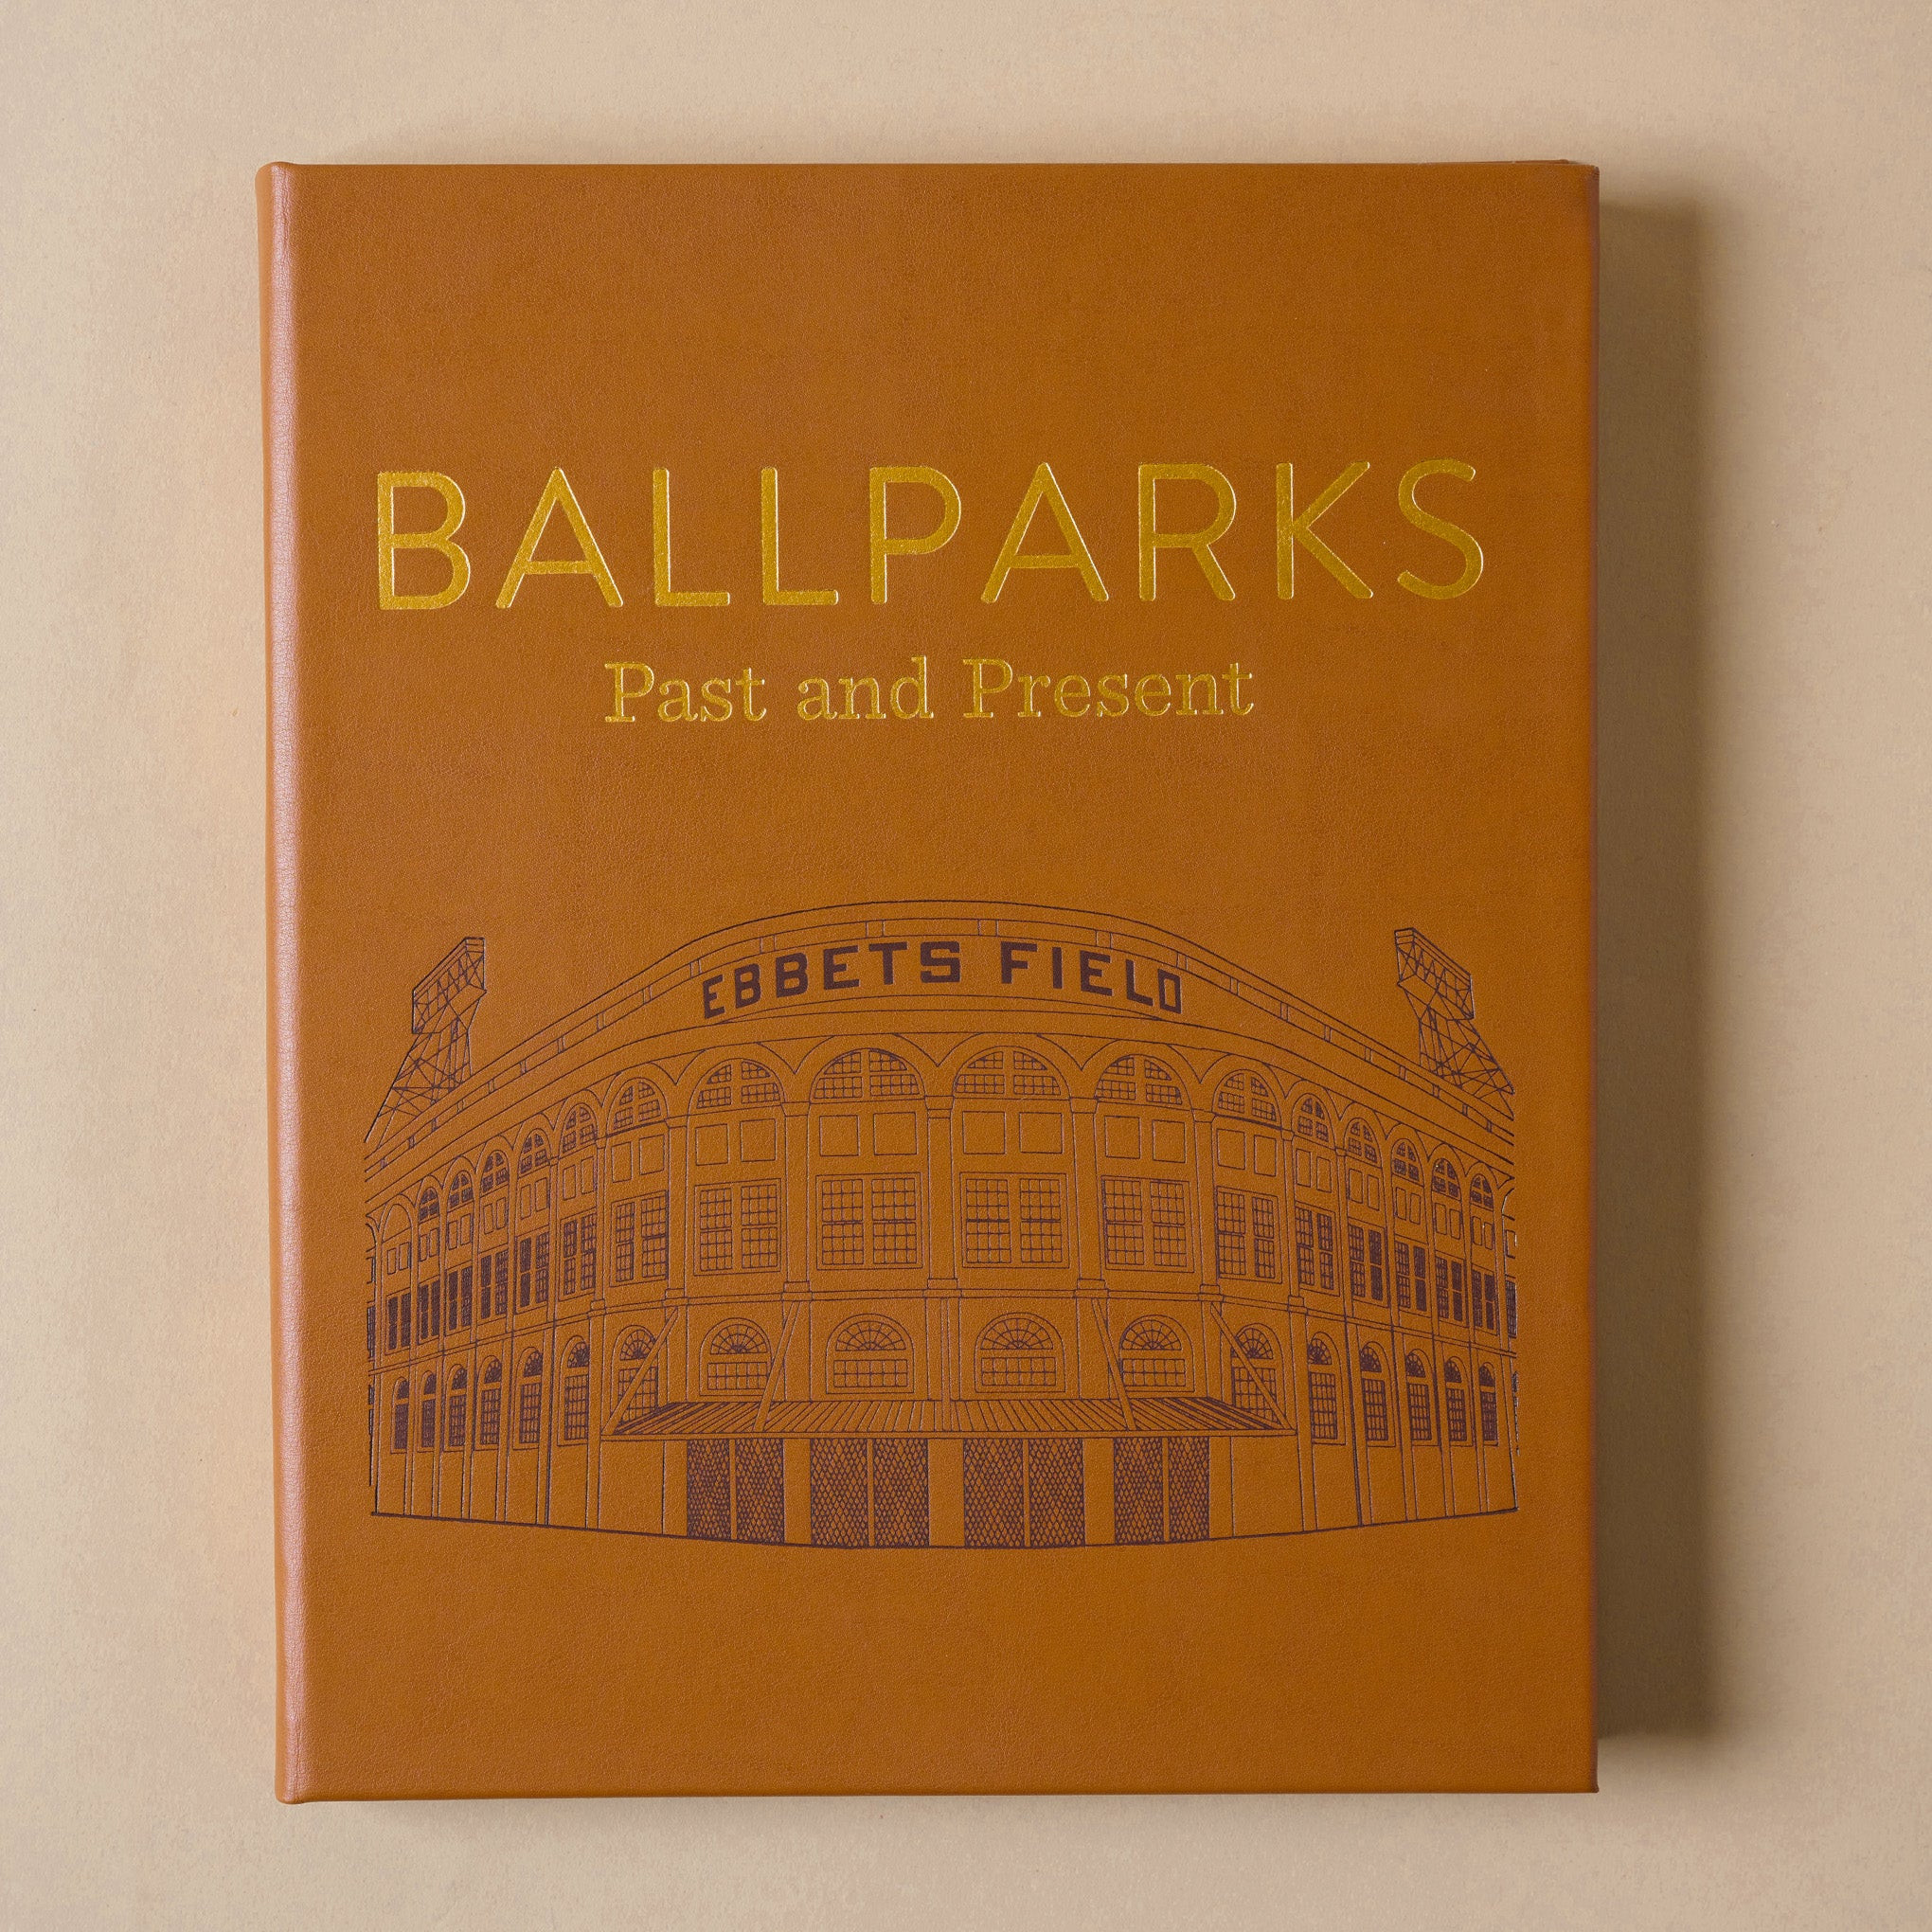 BALLPARKS
Past and Present
EBBETS FIELD